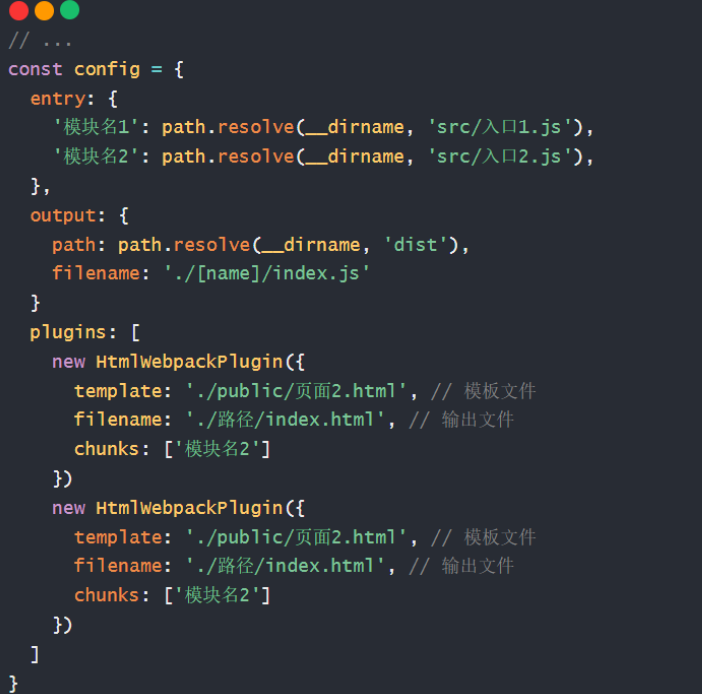 // ...
const config = {
  entry: {
    '模块名1': path.resolve(__dirname, 'src/入口1.js'),
    '模块名2': path.resolve(__dirname, 'src/入口2.js'),
  },
  output: {
    path: path.resolve(__dirname, 'dist'),
    filename: './[name]/index.js'
  }
  plugins: [
    new HtmlWebpackPlugin({
      template: './public/页面2.html', // 模板文件
      filename: './路径/index.html', // 输出文件
      chunks: ['模块名2']
    })
    new HtmlWebpackPlugin({
      template: './public/页面2.html', // 模板文件
      filename: './路径/index.html', // 输出文件
      chunks: ['模块名2']
    })
  ]
}